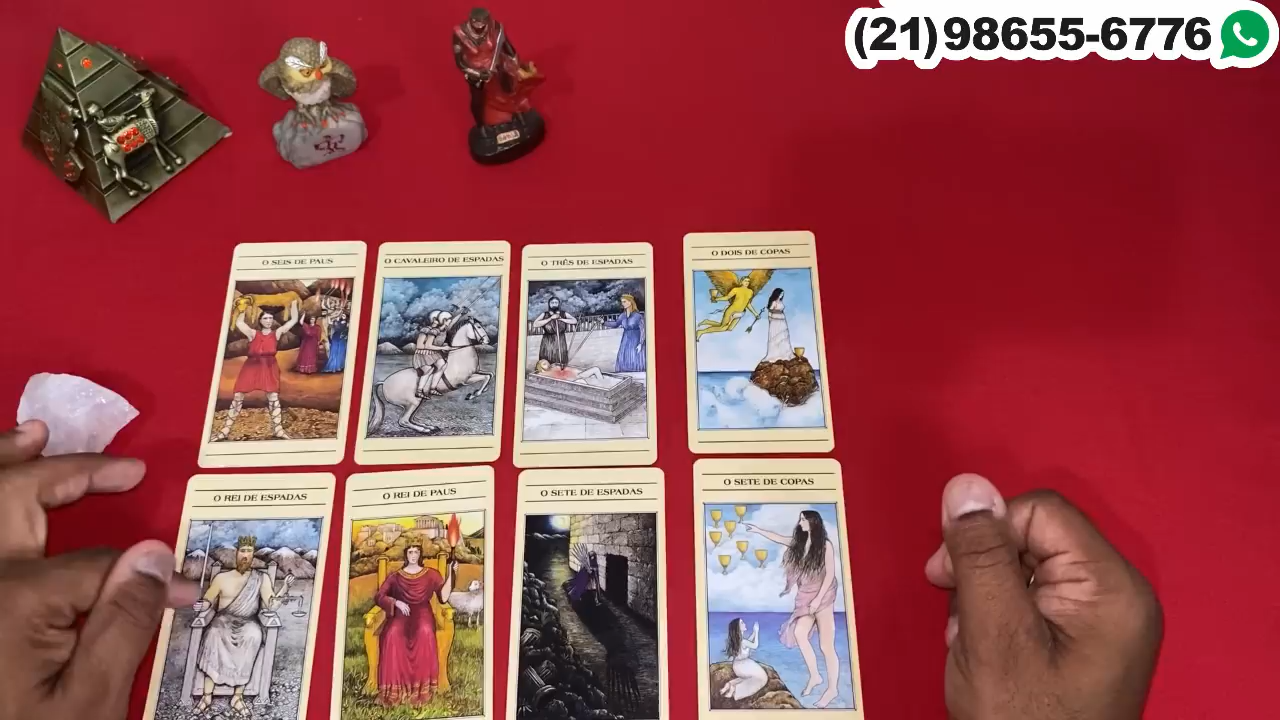 (21)98655-6776
O SEIS DE PAUS
O CAVALEIRO DE ESPADAS
O TRÊS DE ESPADAS
O DOIS DE COPAS
O REI DE ESPADAS
O REI DE PAUS
O SETE DE ESPADAS
O SETE DE COPAS